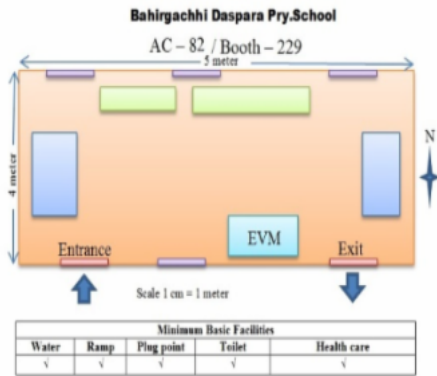 Bahirgachhi Daspara Pry.School
AC – 82 / Booth – 229
5 meter
4 meter
N
EVM
Entrance
Exit
Scale 1 cm = 1 meter
Minimum Basic Facilities
Water Ramp Plug point Toilet Health care
√ √ √ √ √